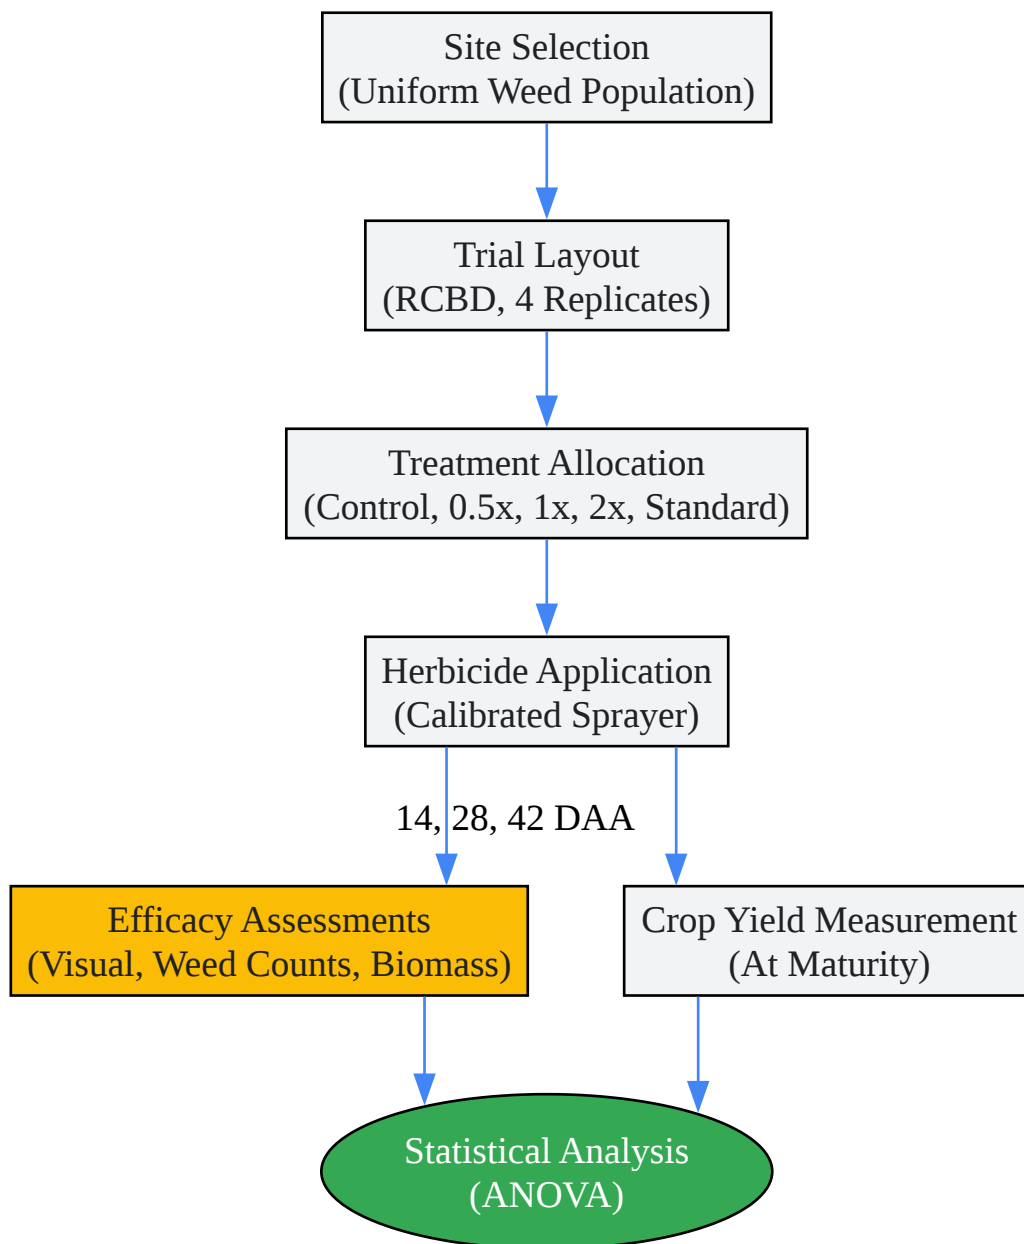 Site Selection
(Uniform Weed Population)
Trial Layout
(RCBD, 4 Replicates)
Treatment Allocation
(Control, 0.5x, 1x, 2x, Standard)
Herbicide Application
(Calibrated Sprayer)
14, 28, 42 DAA
Efficacy Assessments
(Visual, Weed Counts, Biomass)
Crop Yield Measurement
(At Maturity)
Statistical Analysis
(ANOVA)